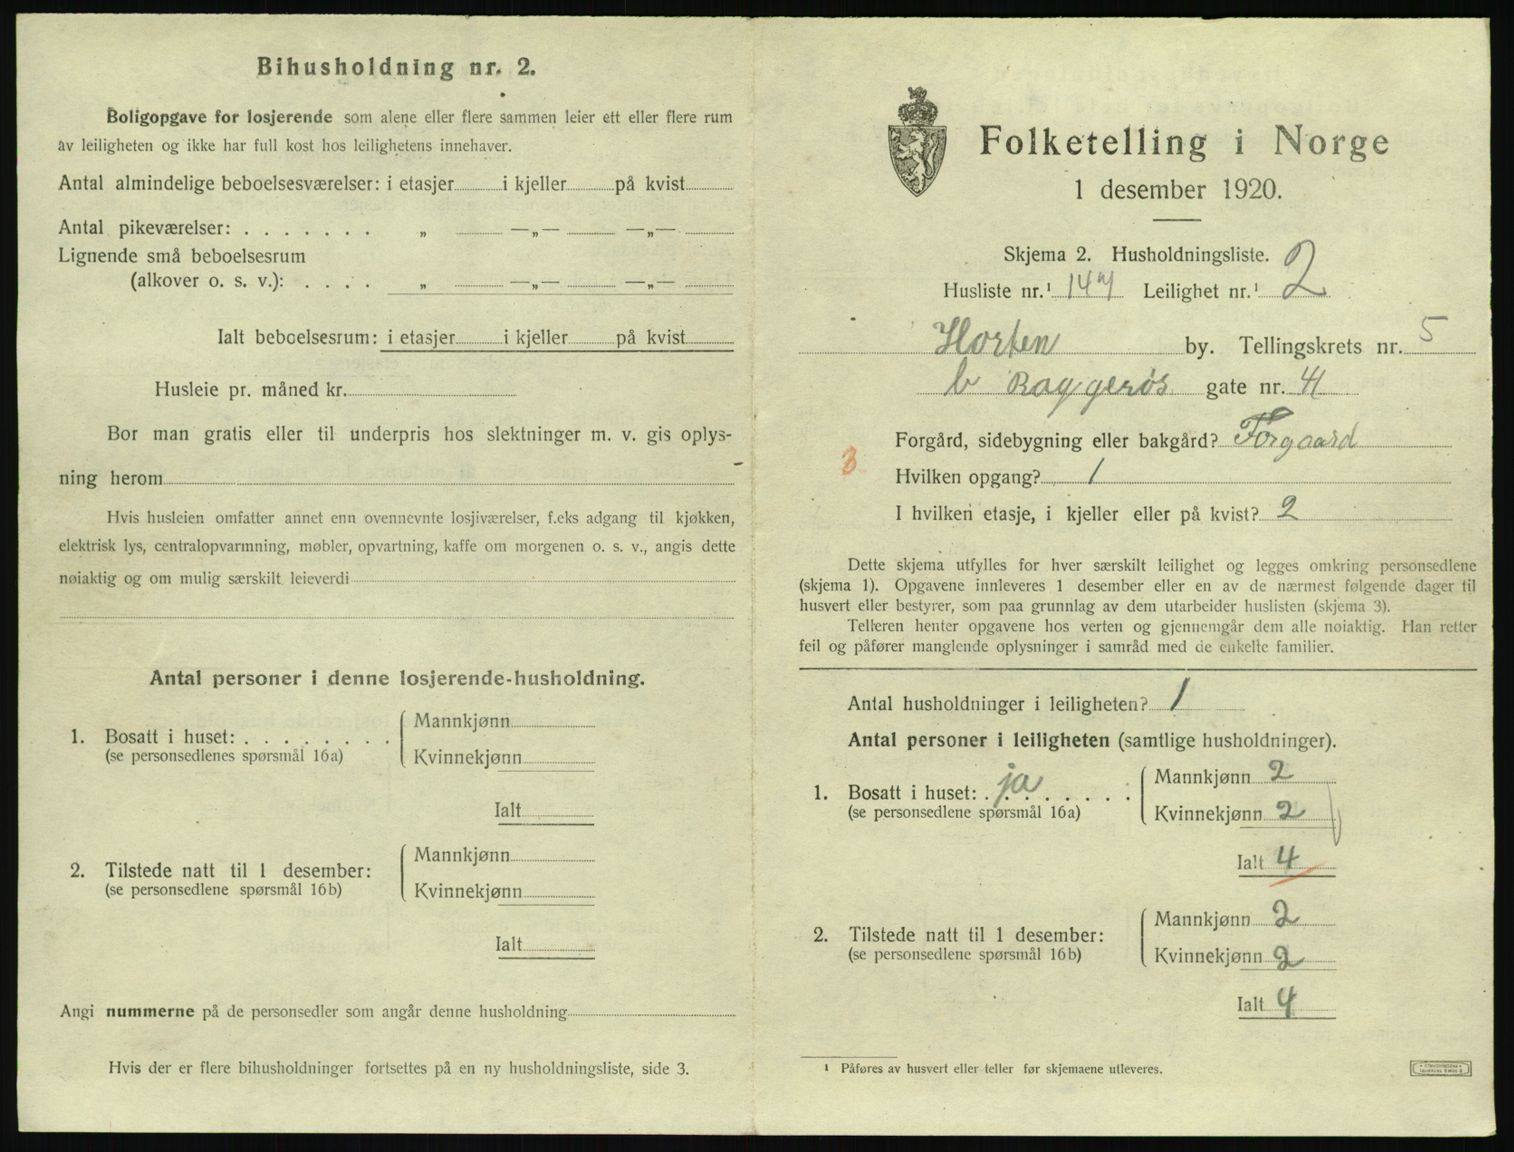 Bihusholdning nr. 2.
Boligopgave for losjerende som alene eller flere sammen leier ett eller flere rum
av leiligheten og ikke har full kost hos leilighetens innehaver.
Antal almindelige beboelsesværelser: i etasjer i kjeller på kvist
Antal pikeværelser: . . . . . . . „ —„— —„—
Lignende små beboelsesrum
(alkover o. s. v.): . . . . „ —„— —„—
Ialt beboelsesrum: i etasjer i kjeller på kvist
Husleie pr. måned kr.
Bor man gratis eller til underpris hos slektninger m. v. gis oplys-
ning herom
Hvis husleien omfatter annet enn ovennevnte losjiværelser, f.eks adgang til kjøkken,
elektrisk lys, centralopvarmning, møbler, opvartning, kaffe om morgenen o. s. v., angis dette
nøiaktig og om mulig særskilt leieverdi
Antal personer i denne losjerende-husholdning.
1. Bosatt i huset: . . . . . . . .
(se personsedlenes spørsmål 16a)
Mannkjønn
Kvinnekjønn
Ialt
2. Tilstede natt til 1 desember:
(se personsedlene spørsmål 16b)
Mannkjønn
Kvinnekjønn
Ialt
Angi nummerne på de personsedler som angår denne husholdning
Hvis der er flere bihusholdninger fortsettes på en ny husholdningsliste, side 3.
Folketelling i Norge
1 desember 1920.
Skjema 2. Husholdningsliste.
Husliste nr.¹ Leilighet nr.¹ 2
Horten by. Tellingskrets nr. 5
gate nr. 41
Forgård, sidebygning eller bakgård? Forgaard
3
Hvilken opgang? 1
I hvilken etasje, i kjeller eller på kvist? 2
Dette skjema utfylles for hver særskilt leilighet og legges omkring personsedlene
(skjema 1). Opgavene innleveres 1 desember eller en av de nærmest følgende dager til
husvert eller bestyrer, som paa grunnlag av dem utarbeider huslisten (skjema 3).
Telleren henter opgavene hos verten og gjennemgår dem alle nøiaktig. Han retter
feil og påfører manglende oplysninger i samråd med de enkelte familier.
Antal husholdninger i leiligheten? 1
Antal personer i leiligheten (samtlige husholdninger).
1. Bosatt i huset: ja . . . . . . . .
(se personsedlene spørsmål 16a)
Mannkjønn 2
Kvinnekjønn 2
Ialt 4
2. Tilstede natt til 1 desember:
(se personsedlene spørsmål 16b)
Mannkjønn 2
Kvinnekjønn 2
Ialt 4
¹ Påføres av husvert eller teller før skjemaene utleveres.